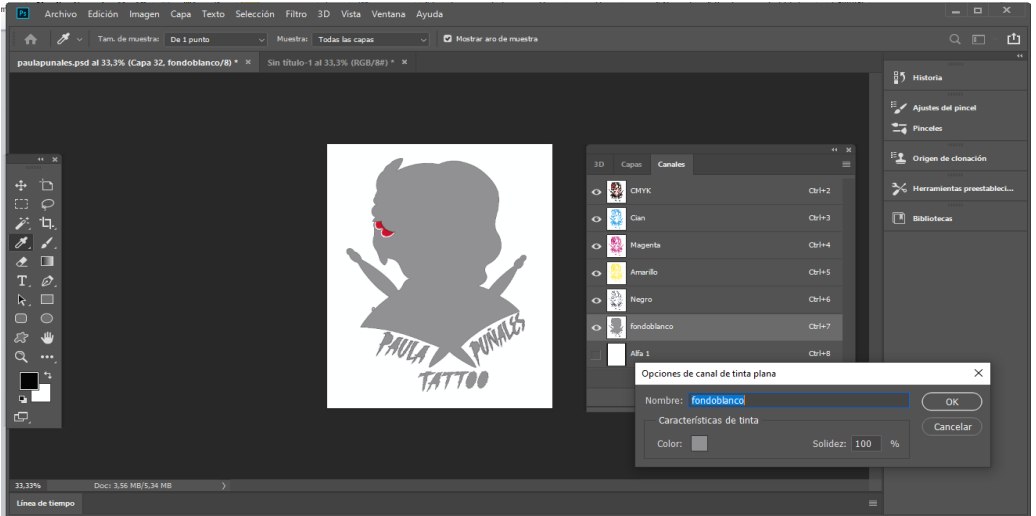 Ps Archivo Edición Imagen Capa Texto Selección Filtro 3D Vista Ventana Ayuda
Tam. de muestra: De 1 punto Muestra: Todas las capas Mostrar aro de muestra
paulapunales.psd al 33,3% (Capa 32, fondoblanco/8) * × Sin título-1 al 33,3% (RGB/8#) * ×
Historia
Ajustes del pincel
Pinceles
Origen de clonación
Herramientas preestableci...
Bibliotecas
3D Capas Canales
CMYK Ctrl+2
Cian Ctrl+3
Magenta Ctrl+4
Amarillo Ctrl+5
Negro Ctrl+6
fondoblanco Ctrl+7
Alfa 1 Ctrl+8
PAULA PUÑALES
TATTOO
Opciones de canal de tinta plana
Nombre: fondoblanco OK
Características de tinta Cancelar
Color: Solidez: 100 %
33,33% Doc: 3,56 MB/5,34 MB
Línea de tiempo